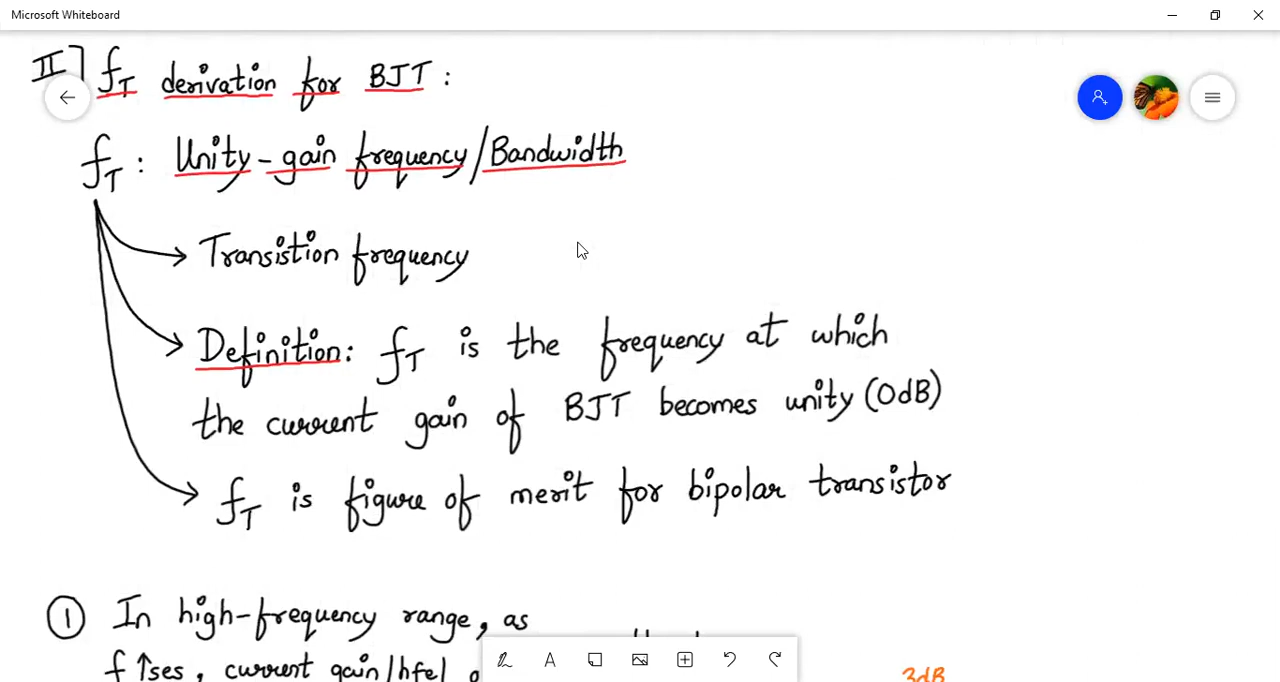 Microsoft Whiteboard
II] fT derivation for BJT :
fT : Unity-gain frequency/Bandwidth
→ Transistion frequency
→ Definition: fT is the frequency at which
the current gain of BJT becomes unity (0dB)
→ fT is figure of merit for bipolar transistor
① In high-frequency range, as
f ↑ses, current gain/hfe/
3dB